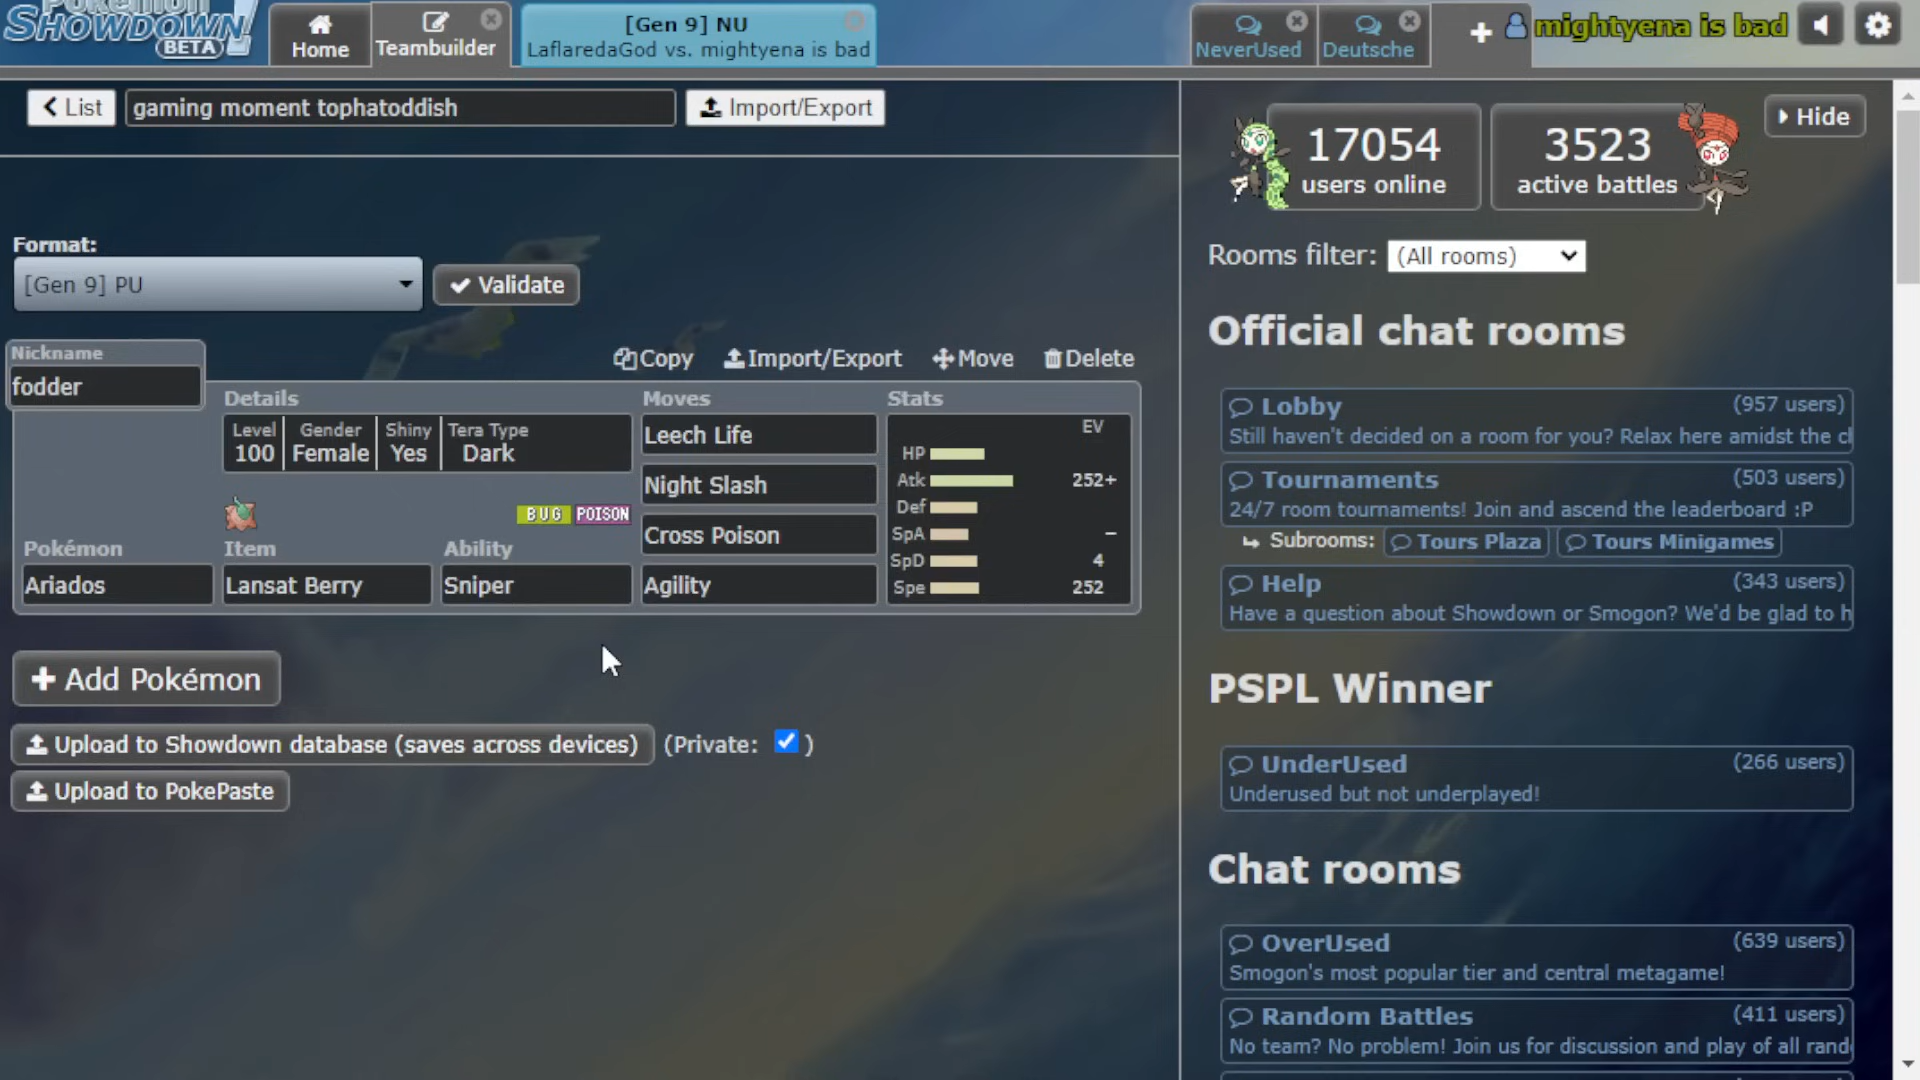 Pokémon
SHOWDOWN!
BETA
Home
Teambuilder
[Gen 9] NU
LaflaredaGod vs. mightyena is bad
NeverUsed
Deutsche
mightyena is bad
List
gaming moment tophatoddish
Import/Export
Format:
[Gen 9] PU
Validate
Copy
Import/Export
Move
Delete
Nickname
fodder
Details
Level
100
Gender
Female
Shiny
Yes
Tera Type
Dark
BUG POISON
Pokémon
Ariados
Item
Lansat Berry
Ability
Sniper
Moves
Leech Life
Night Slash
Cross Poison
Agility
Stats
EV
HP
Atk 252+
Def
SpA –
SpD 4
Spe 252
Add Pokémon
Upload to Showdown database (saves across devices) (Private: )
Upload to PokePaste
17054
users online
3523
active battles
Hide
Rooms filter: (All rooms)
Official chat rooms
Lobby (957 users)
Still haven't decided on a room for you? Relax here amidst the cl
Tournaments (503 users)
24/7 room tournaments! Join and ascend the leaderboard :P
Subrooms: Tours Plaza Tours Minigames
Help (343 users)
Have a question about Showdown or Smogon? We'd be glad to h
PSPL Winner
UnderUsed (266 users)
Underused but not underplayed!
Chat rooms
OverUsed (639 users)
Smogon's most popular tier and central metagame!
Random Battles (411 users)
No team? No problem! Join us for discussion and play of all rand